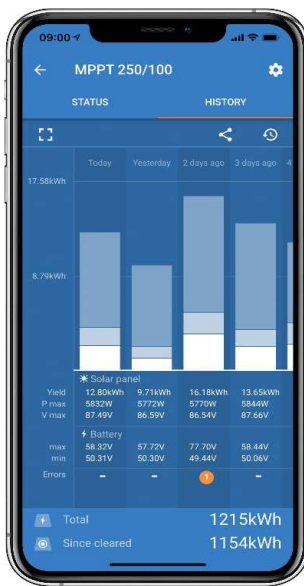 09:00
MPPT 250/100
STATUS HISTORY
Today Yesterday 2 days ago 3 days ago 4
17.58kWh
8.79kWh
Solar panel
Yield 12.80kWh 9.71kWh 16.18kWh 13.65kWh
P max 5832W 5772W 5770W 5844W
V max 87.49V 86.59V 86.54V 87.66V
Battery
max 58.32V 57.72V 77.70V 58.44V
min 50.31V 50.30V 49.44V 50.06V
Errors - - 1 -
Total 1215kWh
Since cleared 1154kWh